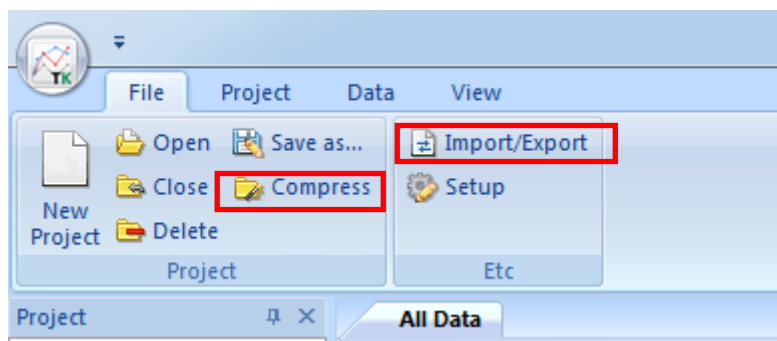 TK
File Project Data View
Open Save as... Import/Export
Close Compress Setup
New
Project Delete
Project Etc
Project All Data